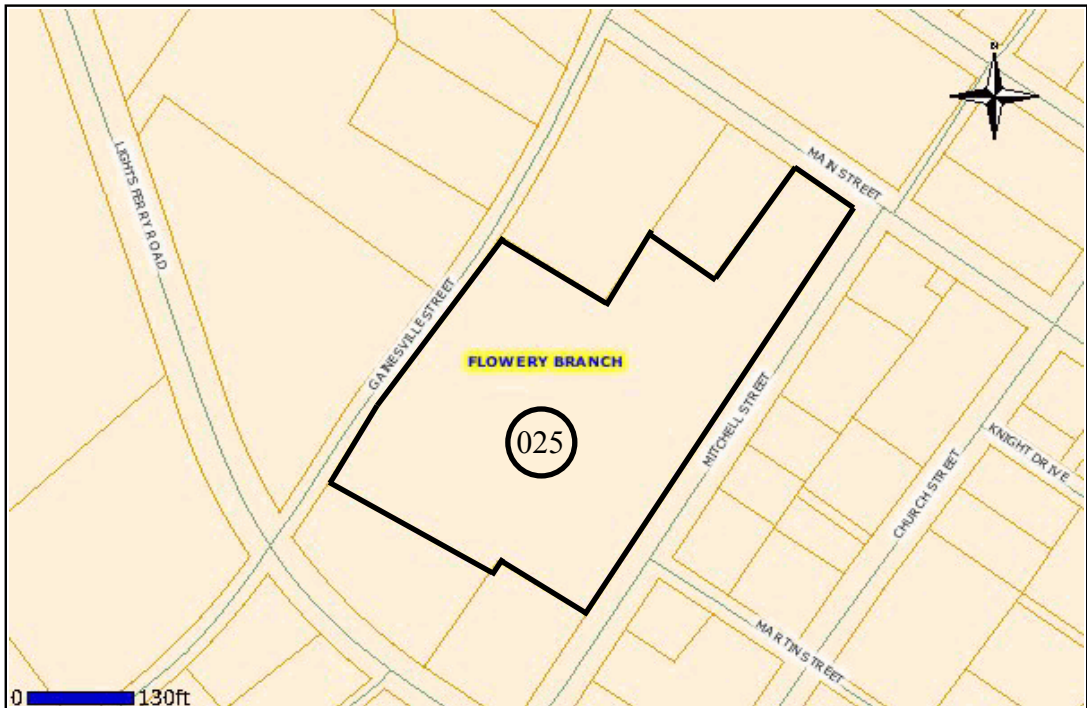 N
MAIN STREET
LIGHTS FERRY ROAD
GAINESVILLE STREET
FLOWERY BRANCH
025
MITCHELL STREET
KNIGHT DRIVE
CHURCH STREET
MARTIN STREET
0 130ft